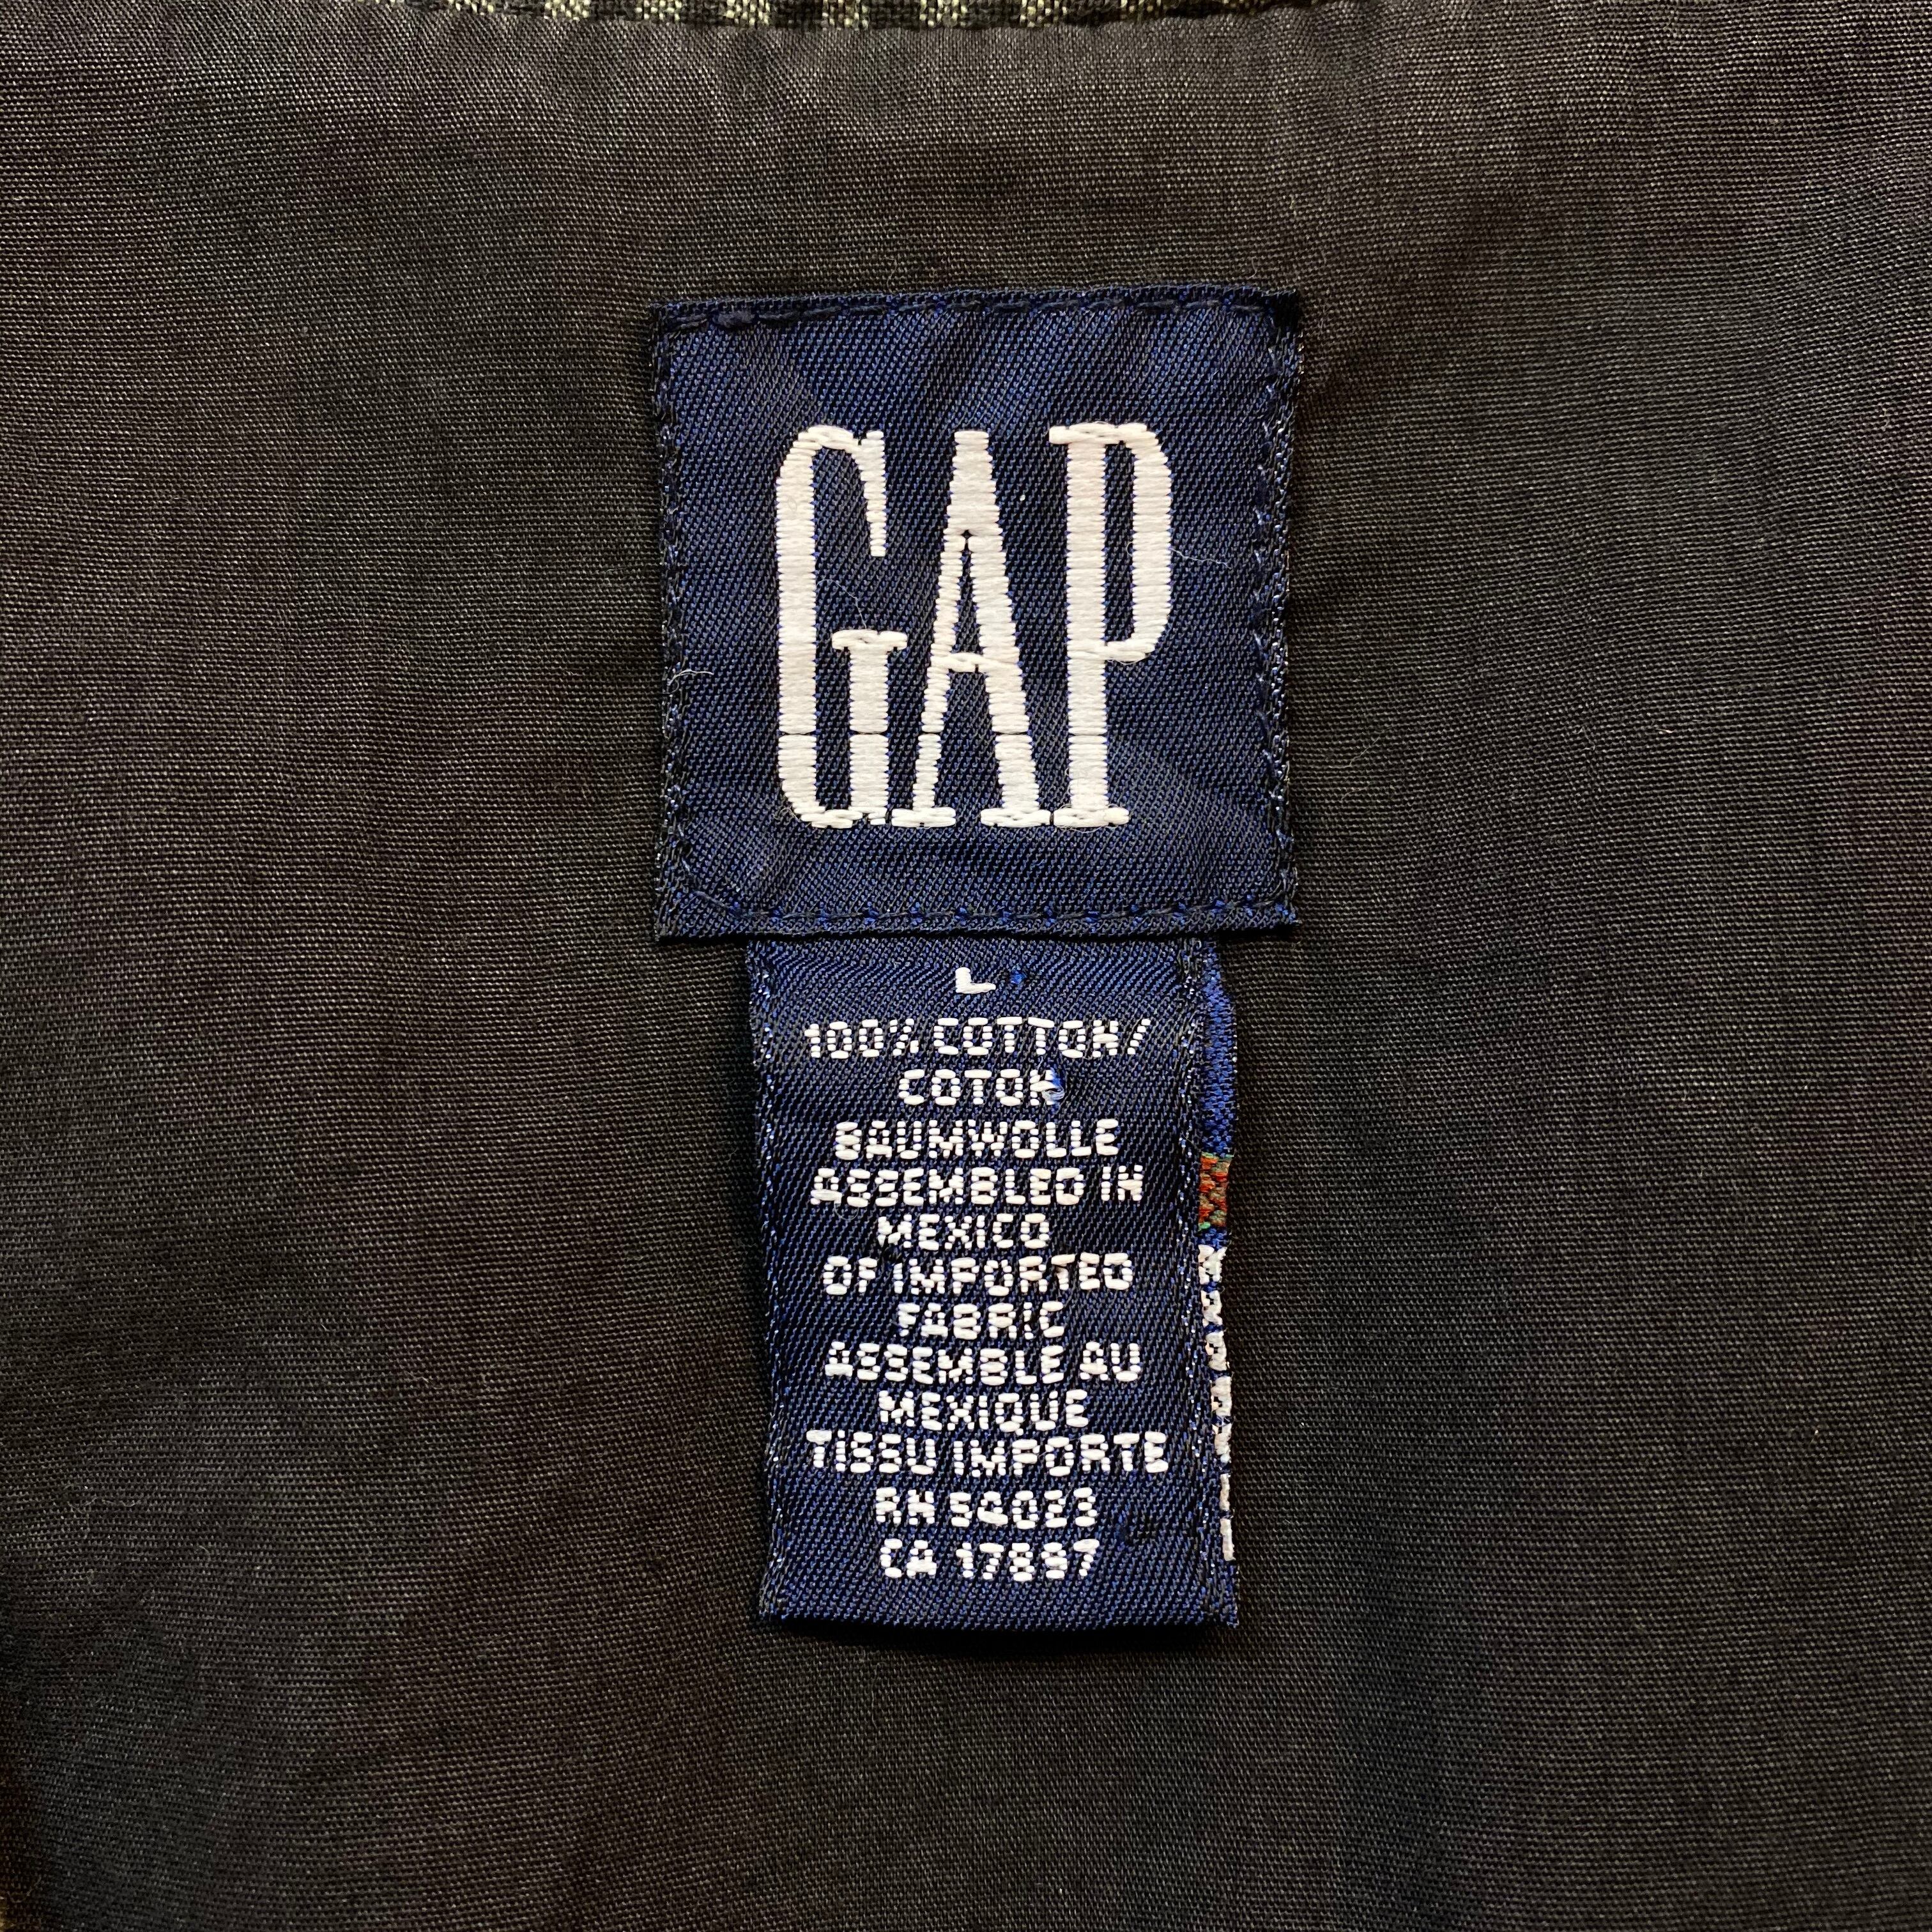 GAP
L
100% COTTON/
COTON
BAUMWOLLE
ASSEMBLED IN
MEXICO
OF IMPORTED
FABRIC
ASSEMBLE AU
MEXIQUE
TISSU IMPORTE
RN 54023
CA 17897